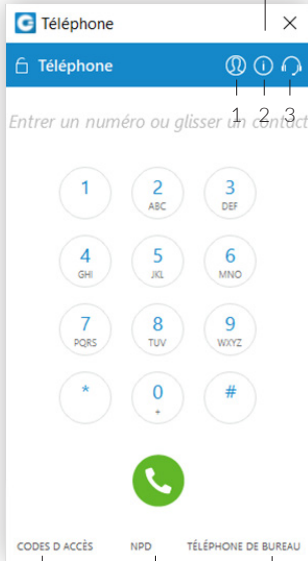 Téléphone
Téléphone
1 2 3
Entrer un numéro ou glisser un contact
1 2 3
ABC DEF
4 5 6
GHI JKL MNO
7 8 9
PQRS TUV WXYZ
* 0 #
+
CODES D ACCÈS NPD TÉLÉPHONE DE BUREAU